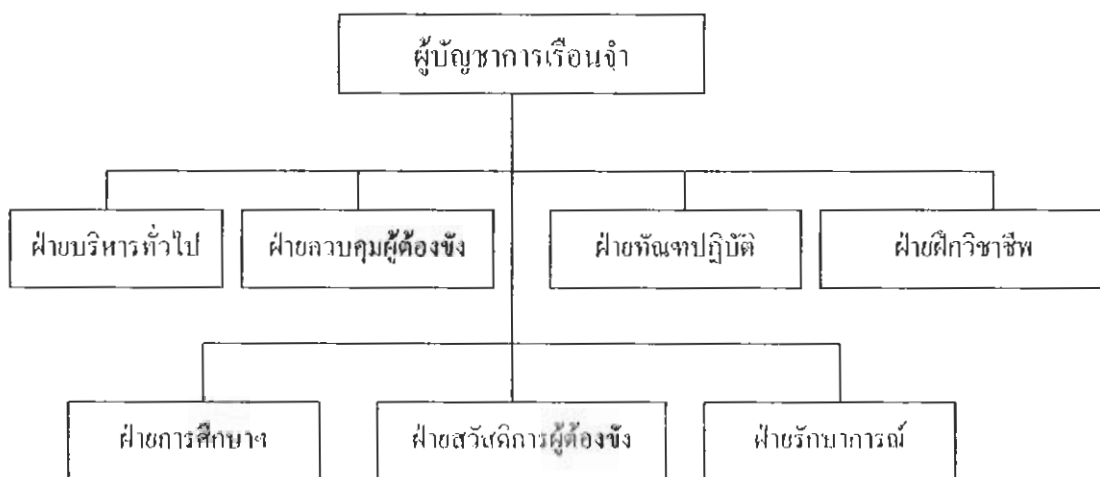 ผู้บัญชาการเรือนจำ
ฝ่ายบริหารทั่วไป
ฝ่ายควบคุมผู้ต้องขัง
ฝ่ายทัณฑปฏิบัติ
ฝ่ายฝึกวิชาชีพ
ฝ่ายการศึกษาฯ
ฝ่ายสวัสดิการผู้ต้องขัง
ฝ่ายรักษาการณ์